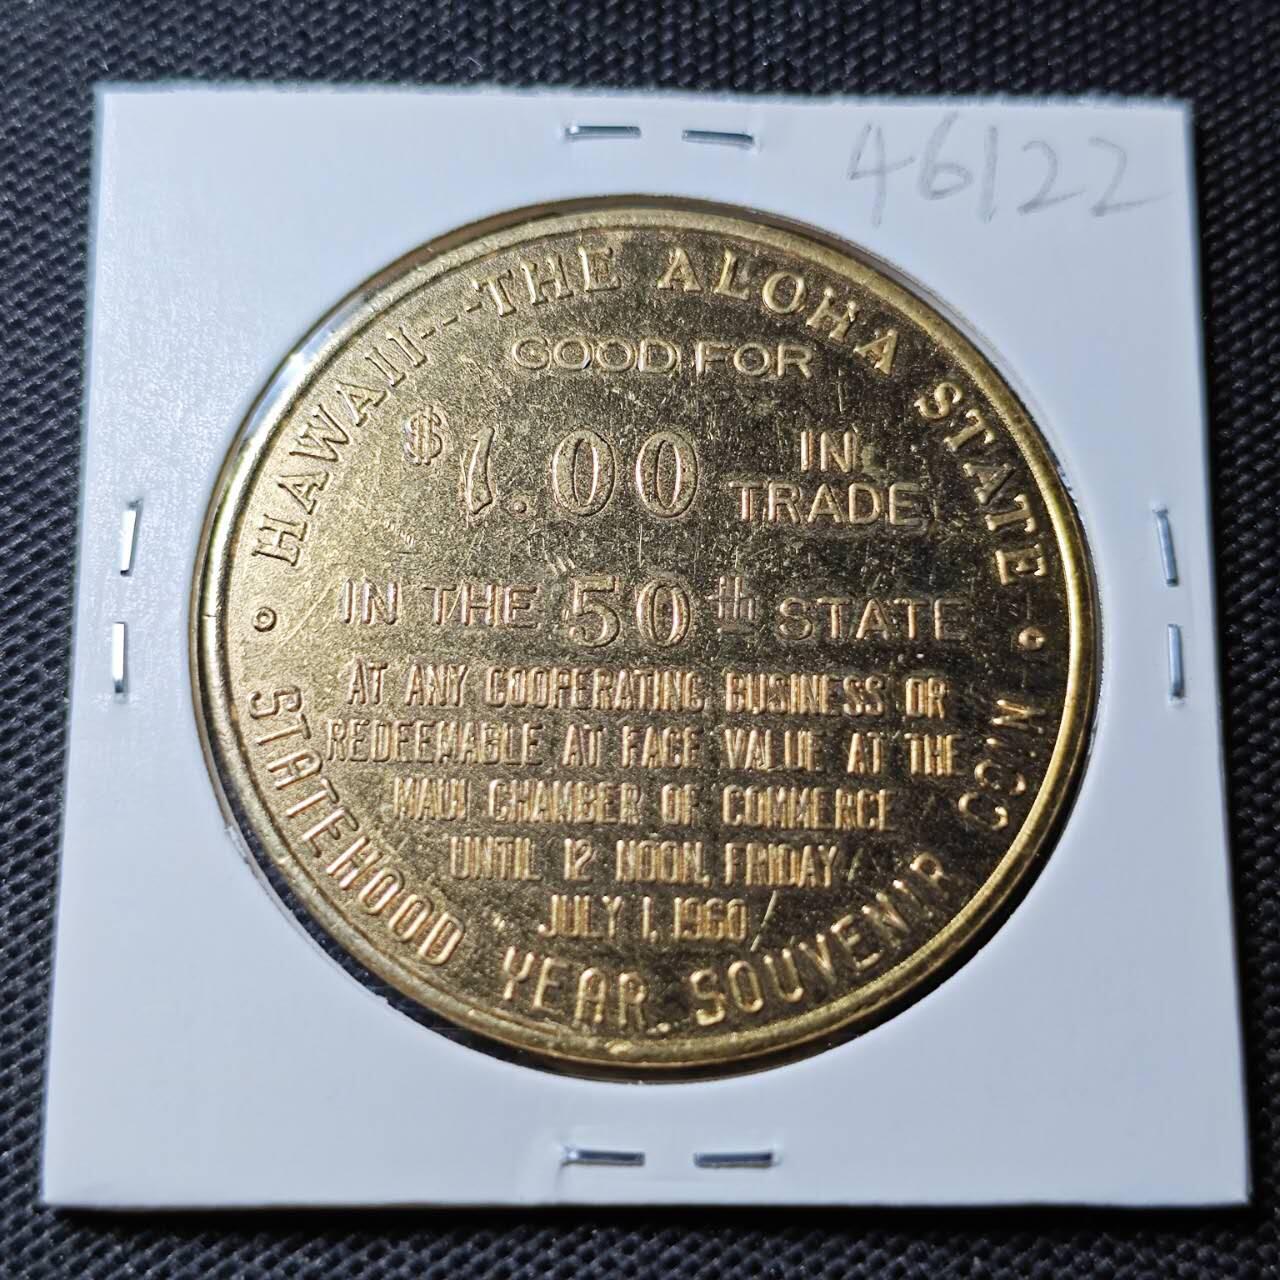 46122
HAWAII---THE ALOHA STATE
GOOD FOR
$1.00 IN TRADE
IN THE 50th STATE
AT ANY COOPERATING BUSINESS OR
REDEEMABLE AT FACE VALUE AT THE
MAUI CHAMBER OF COMMERCE
UNTIL 12 NOON, FRIDAY
JULY 1, 1960
STATEHOOD YEAR SOUVENIR